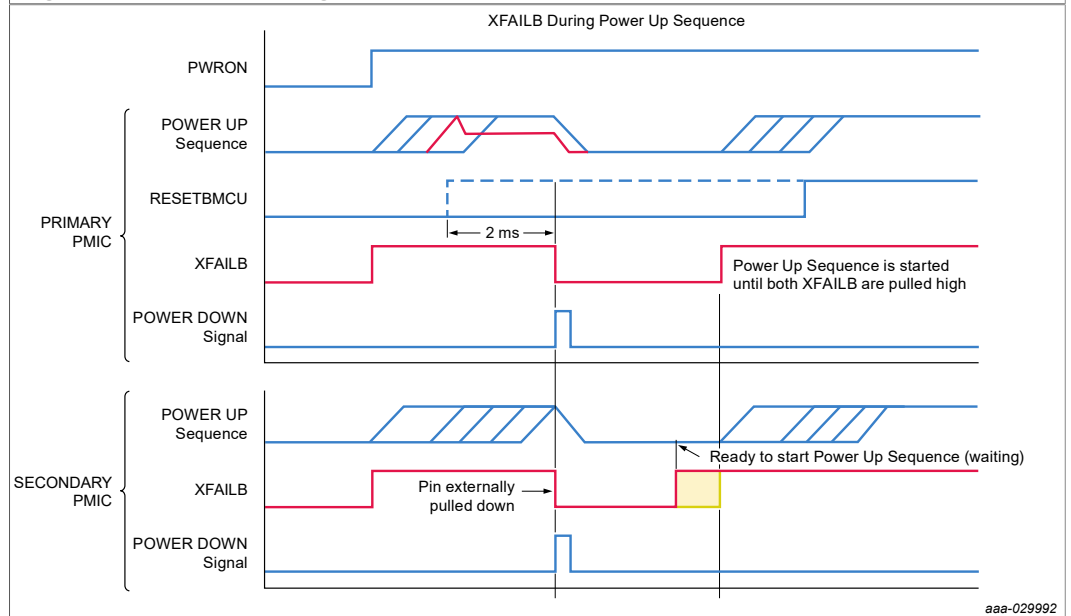 XFAILB During Power Up Sequence
PWRON
POWER UP
Sequence
RESETBMCU
PRIMARY
PMIC
2 ms
XFAILB
Power Up Sequence is started
until both XFAILB are pulled high
POWER DOWN
Signal
POWER UP
Sequence
Ready to start Power Up Sequence (waiting)
SECONDARY
PMIC
XFAILB
Pin externally
pulled down
POWER DOWN
Signal
aaa-029992